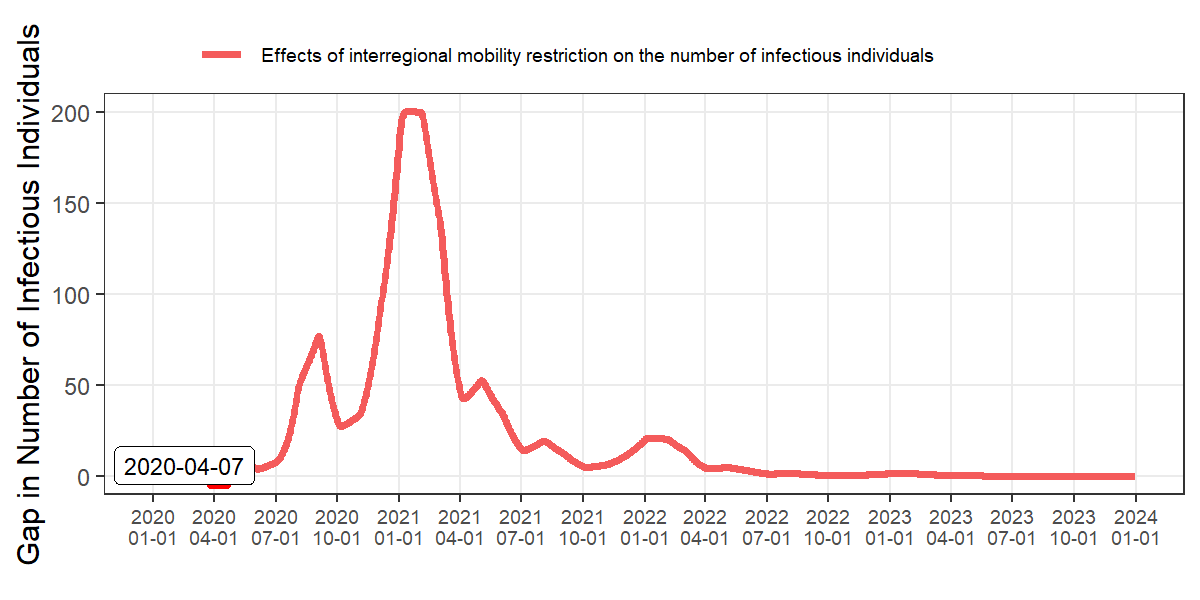 Effects of interregional mobility restriction on the number of infectious individuals
Gap in Number of Infectious Individuals
200
150
100
50
0
2020-04-07
2020 2020 2020 2020 2021 2021 2021 2021 2022 2022 2022 2022 2023 2023 2023 2023 2024
01-01 04-01 07-01 10-01 01-01 04-01 07-01 10-01 01-01 04-01 07-01 10-01 01-01 04-01 07-01 10-01 01-01